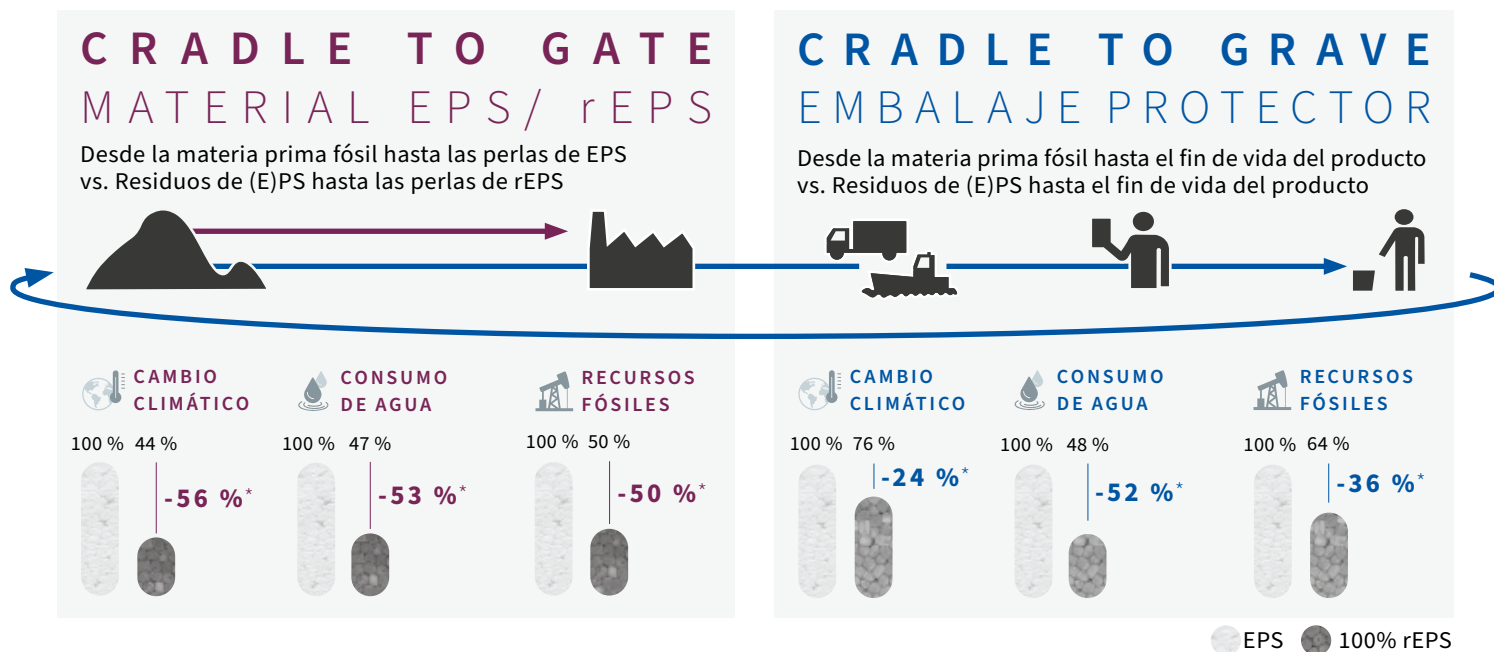 CRADLE TO GATE
MATERIAL EPS/ rEPS
Desde la materia prima fósil hasta las perlas de EPS
vs. Residuos de (E)PS hasta las perlas de rEPS
CAMBIO
CLIMÁTICO
100 % 44 %
-56 %*
CONSUMO
DE AGUA
100 % 47 %
-53 %*
RECURSOS
FÓSILES
100 % 50 %
-50 %*
CRADLE TO GRAVE
EMBALAJE PROTECTOR
Desde la materia prima fósil hasta el fin de vida del producto
vs. Residuos de (E)PS hasta el fin de vida del producto
CAMBIO
CLIMÁTICO
100 % 76 %
-24 %*
CONSUMO
DE AGUA
100 % 48 %
-52 %*
RECURSOS
FÓSILES
100 % 64 %
-36 %*
EPS 100% rEPS